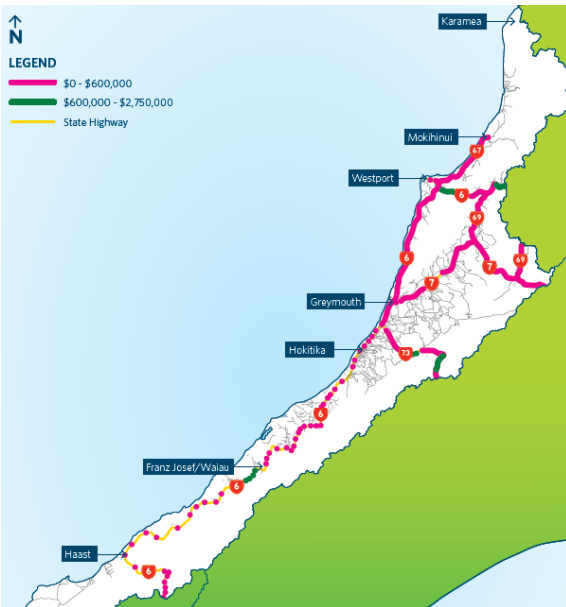 N
LEGEND
$0 - $600,000
$600,000 - $2,750,000
State Highway
Karamea
Mokihinui
67
Westport
6
69
6
69
7
7
Greymouth
Hokitika
73
6
Franz Josef/Waiau
6
Haast
6